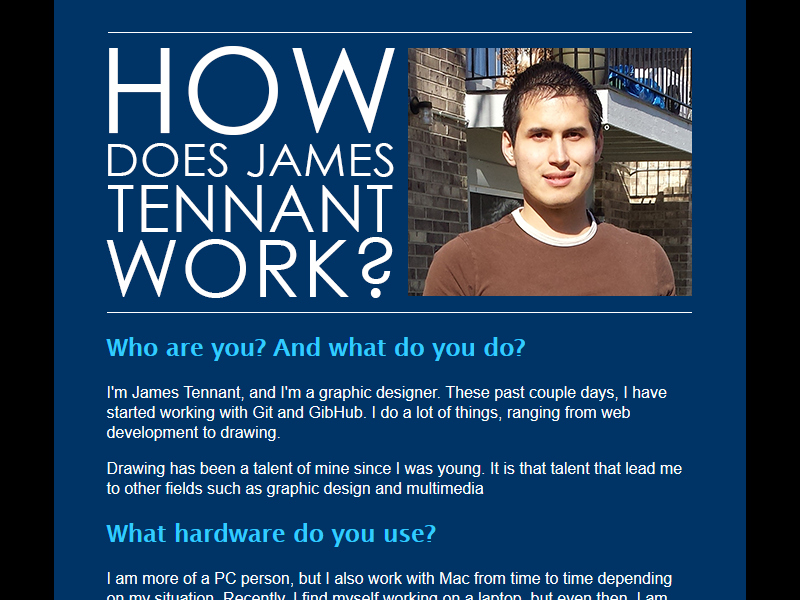 HOW
DOES JAMES
TENNANT
WORK?
Who are you? And what do you do?
I'm James Tennant, and I'm a graphic designer. These past couple days, I have
started working with Git and GibHub. I do a lot of things, ranging from web
development to drawing.
Drawing has been a talent of mine since I was young. It is that talent that lead me
to other fields such as graphic design and multimedia
What hardware do you use?
I am more of a PC person, but I also work with Mac from time to time depending
on my situation. Recently, I find myself working on a laptop, but even then, I am